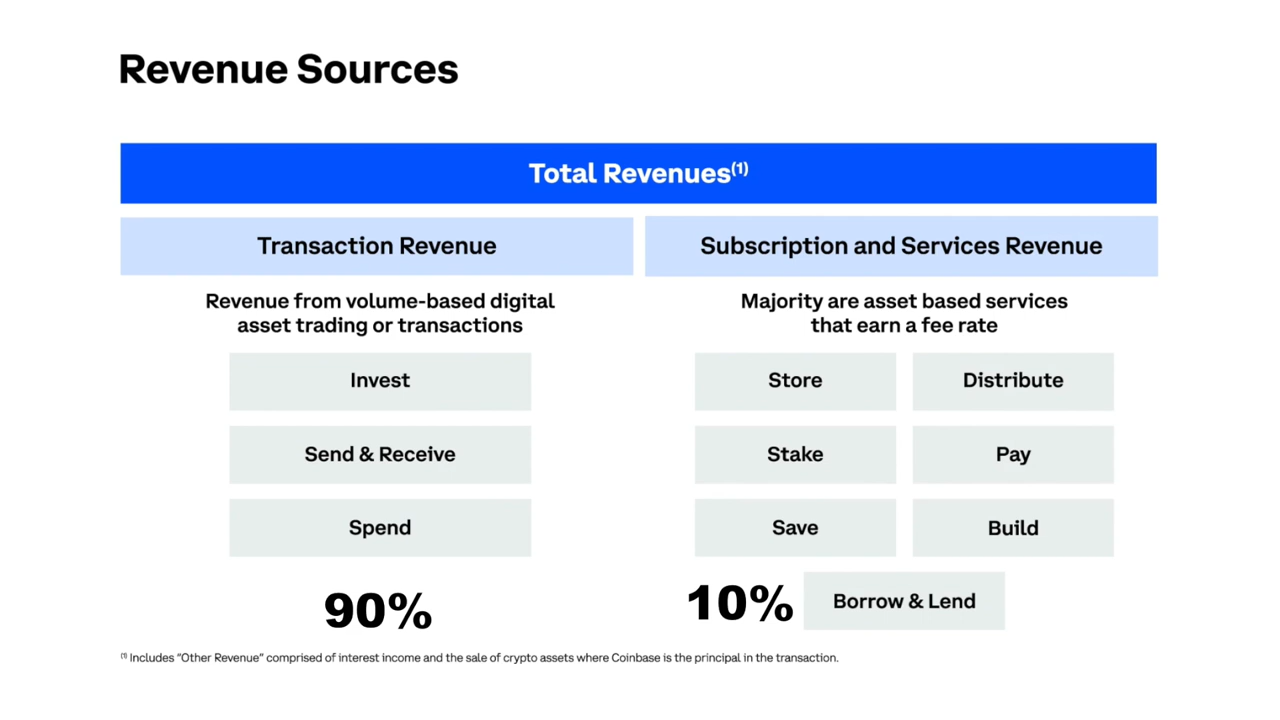 Revenue Sources
Total Revenues(1)
Transaction Revenue
Revenue from volume-based digital
asset trading or transactions
Invest
Send & Receive
Spend
90%
Subscription and Services Revenue
Majority are asset based services
that earn a fee rate
Store
Distribute
Stake
Pay
Save
Build
10%
Borrow & Lend
(1) Includes "Other Revenue" comprised of interest income and the sale of crypto assets where Coinbase is the principal in the transaction.